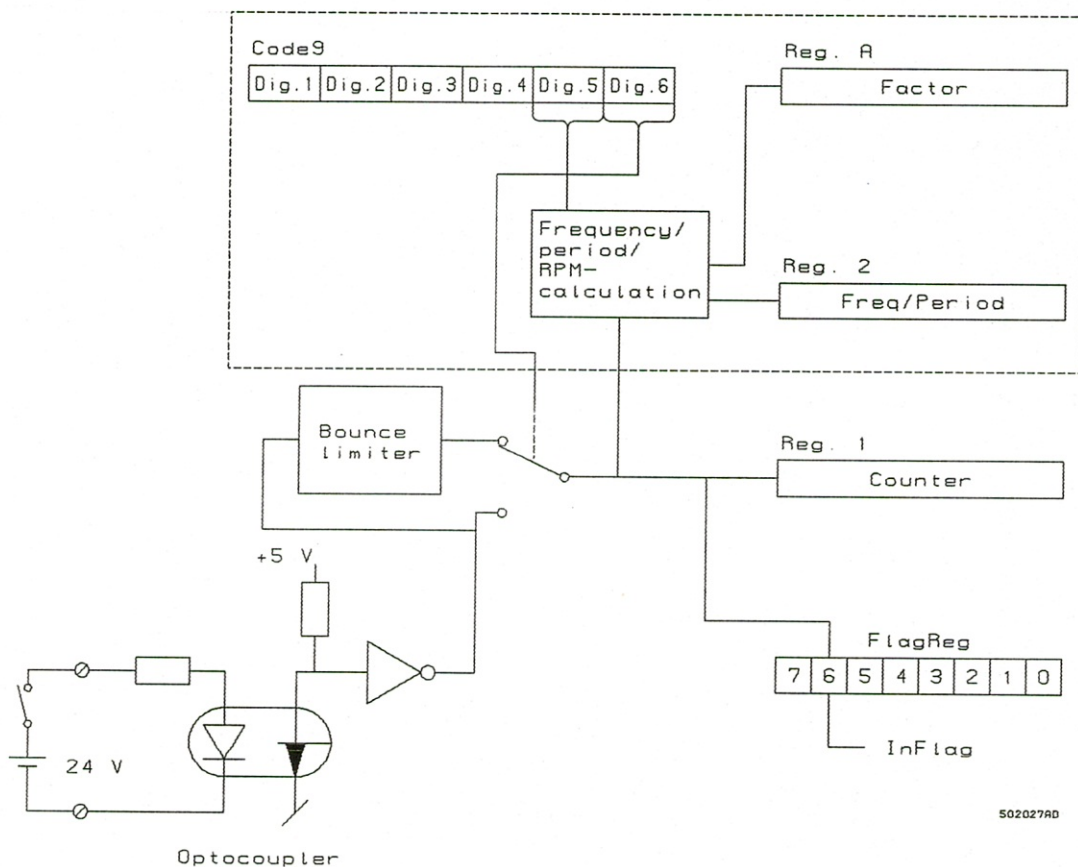 Code9
Dig.1 Dig.2 Dig.3 Dig.4 Dig.5 Dig.6
Reg. A
Factor
Frequency/
period/
RPM-
calculation
Reg. 2
Freq/Period
Bounce
limiter
Reg. 1
Counter
+5 V
FlagReg
7 6 5 4 3 2 1 0
InFlag
24 V
Optocoupler
502027AD